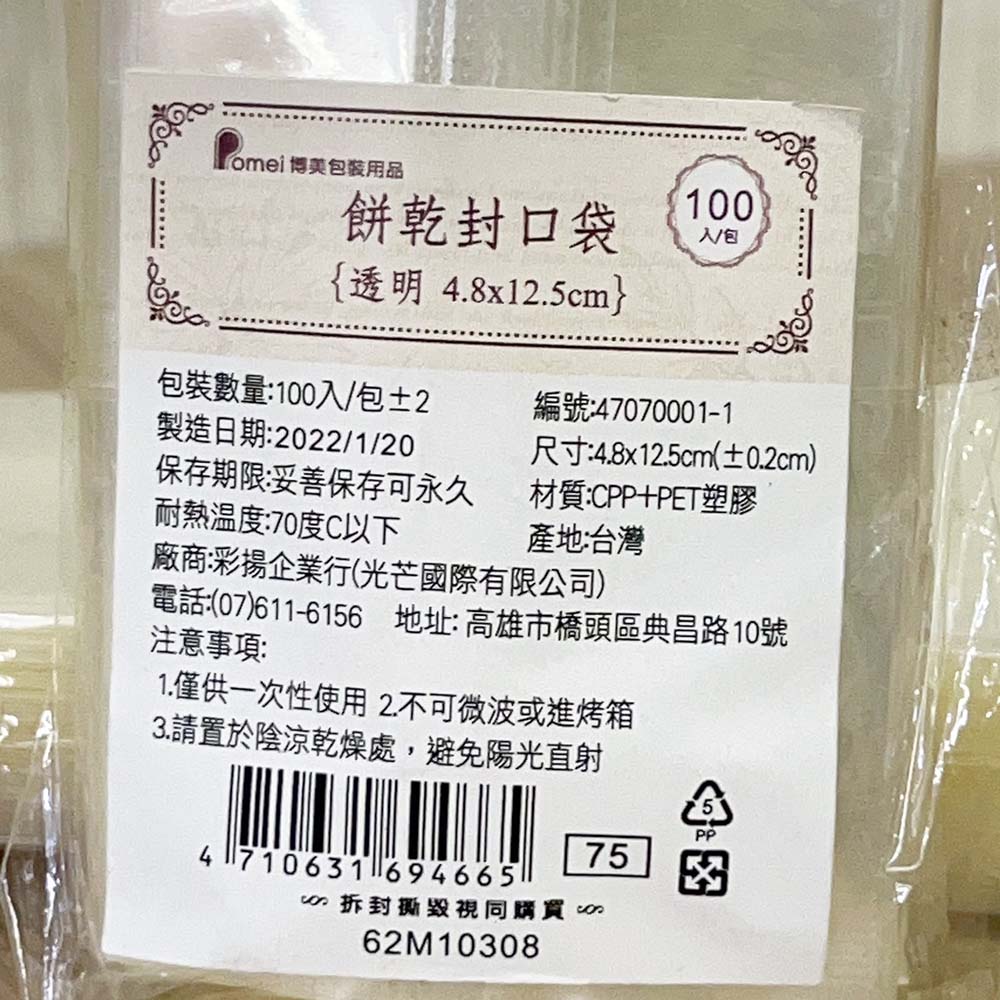 Pomei 博美包裝用品
餅乾封口袋
100
入/包
{透明 4.8x12.5cm}
包裝數量:100入/包±2
編號:47070001-1
製造日期:2022/1/20
尺寸:4.8x12.5cm(±0.2cm)
保存期限:妥善保存可永久
材質:CPP+PET塑膠
耐熱溫度:70度C以下
產地:台灣
廠商:彩揚企業行(光芒國際有限公司)
電話:(07)611-6156 地址:高雄市橋頭區典昌路10號
注意事項:
1.僅供一次性使用 2.不可微波或進烤箱
3.請置於陰涼乾燥處，避免陽光直射
4 710631 694665
75
5
PP
拆封撕毀視同購買
62M10308